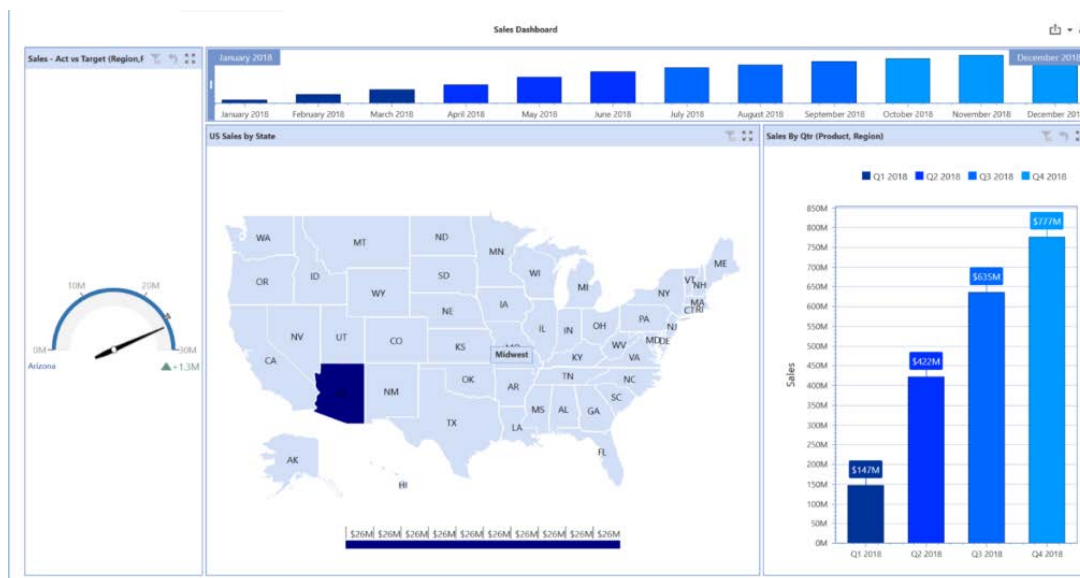 Sales Dashboard
Sales - Act vs Target (Region,F
January 2018
December 2018
January 2018 February 2018 March 2018 April 2018 May 2018 June 2018 July 2018 August 2018 September 2018 October 2018 November 2018 December 201
US Sales by State
Sales By Qtr (Product, Region)
Q1 2018 Q2 2018 Q3 2018 Q4 2018
0M 10M 20M 30M
Arizona
+1.3M
WA MT ND MN ME
OR ID SD WI MI NY VT NH
WY IA MA
NE PA CT RI
NV UT CO IL IN OH NJ
CA KS WV MD DE
Midwest
KY VA
NM OK TN NC
AR SC
TX MS AL GA
LA
FL
AK
HI
$26M $26M $26M $26M $26M $26M $26M $26M $26M
850M
800M
750M
700M
650M
600M
550M
500M
450M
400M
350M
300M
250M
200M
150M
100M
50M
0M
Sales
$147M
$422M
$635M
$777M
Q1 2018 Q2 2018 Q3 2018 Q4 2018